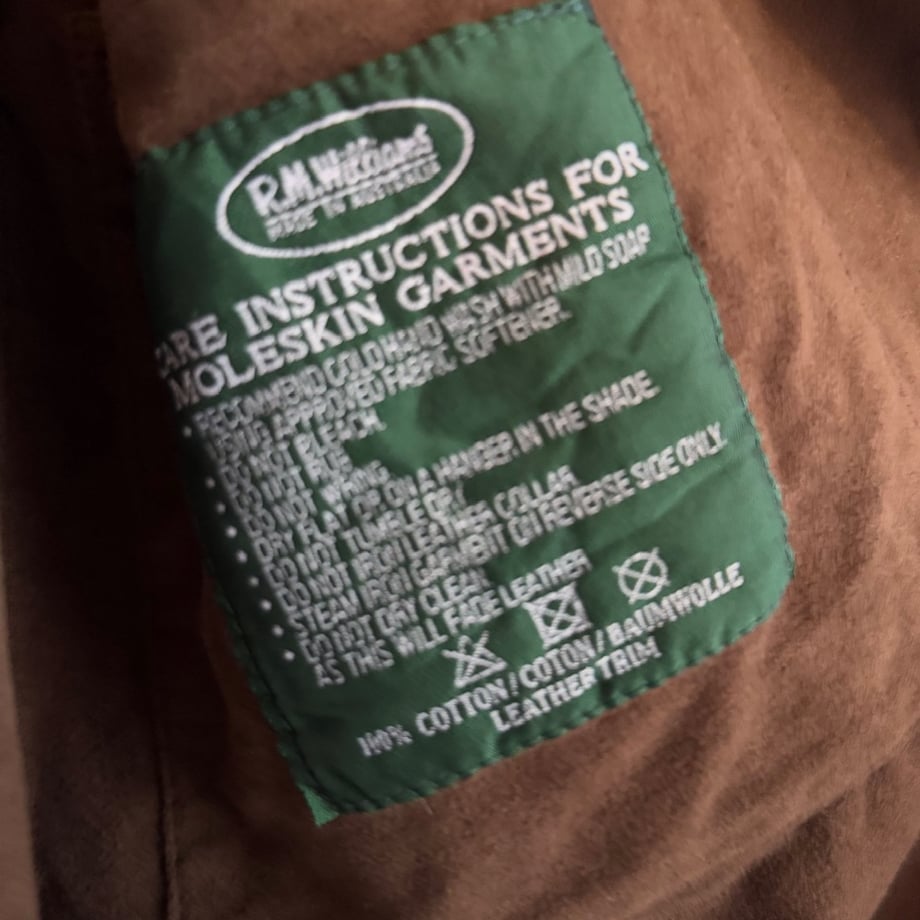 R.M. Williams
MADE IN AUSTRALIA
CARE INSTRUCTIONS FOR
MOLESKIN GARMENTS
• RECOMMEND COLD HAND WASH WITH MILD SOAP
APPROVED FABRIC SOFTENER.
• DO NOT BLEACH.
• DO NOT RUB.
• DO NOT WRING.
• DRY FLAT OR ON A HANGER IN THE SHADE
• DO NOT TUMBLE DRY.
• DO NOT IRON LEATHER COLLAR
• STEAM IRON GARMENT ON REVERSE SIDE ONLY.
• DO NOT DRY CLEAN
AS THIS WILL FADE LEATHER
100% COTTON/COTON/BAUMWOLLE
LEATHER TRIM